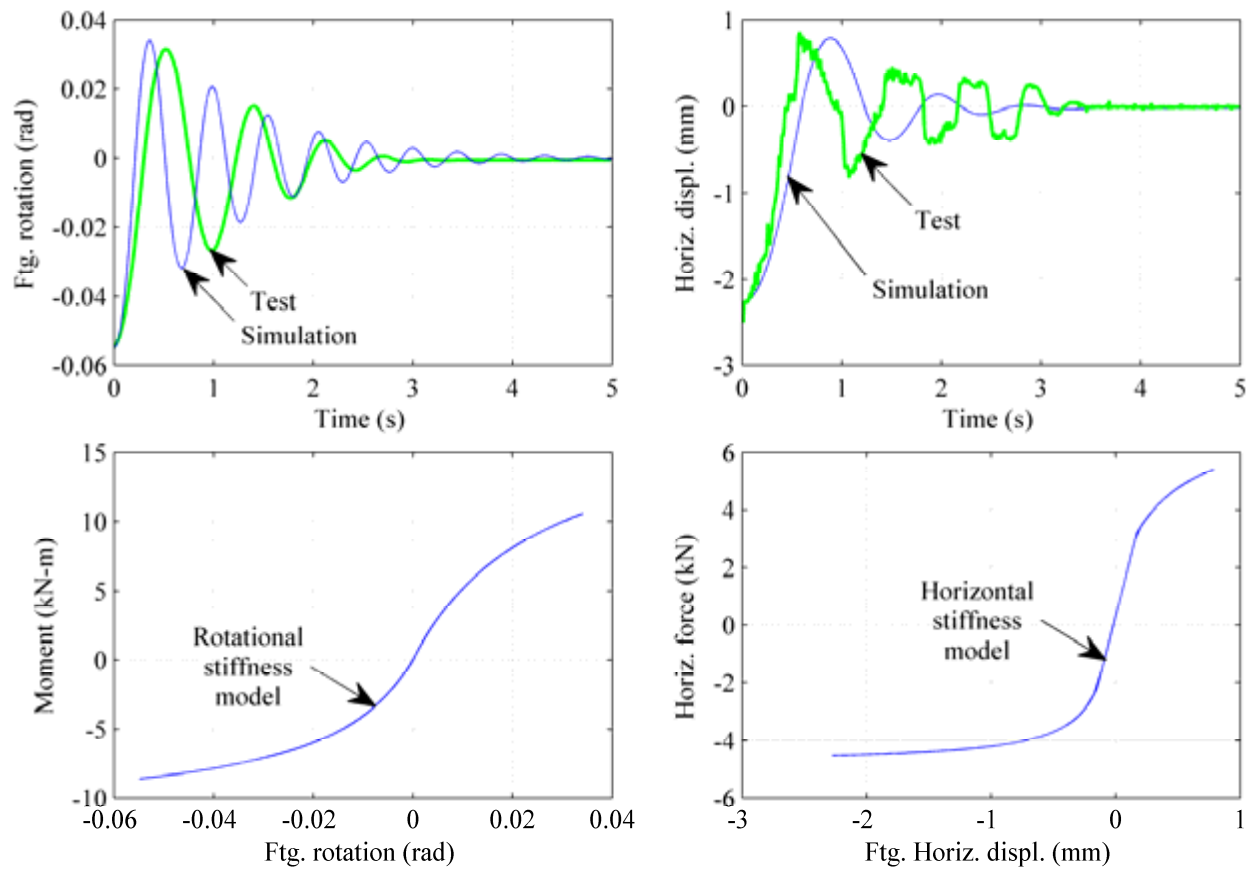 0.04
0.02
0
-0.02
-0.04
-0.06
Ftg. rotation (rad)
Test
Simulation
0 1 2 3 4 5
Time (s)
1
0
-1
-2
-3
Horiz. displ. (mm)
Test
Simulation
0 1 2 3 4 5
Time (s)
15
10
5
0
-5
-10
Moment (kN-m)
Rotational
stiffness
model
-0.06 -0.04 -0.02 0 0.02 0.04
Ftg. rotation (rad)
6
4
2
0
-2
-4
-6
Horiz. force (kN)
Horizontal
stiffness
model
-3 -2 -1 0 1
Ftg. Horiz. displ. (mm)